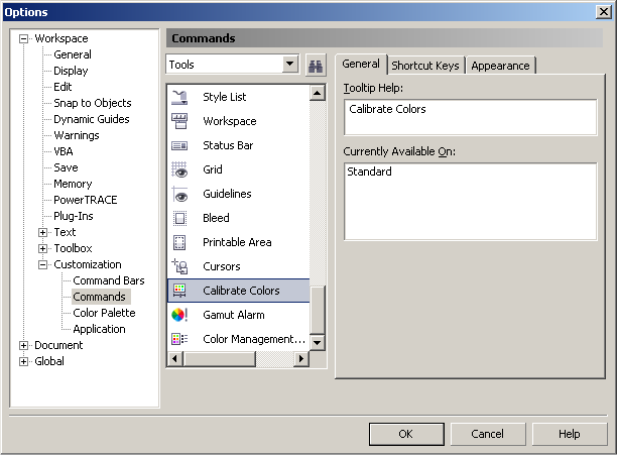 Options
Workspace
General
Display
Edit
Snap to Objects
Dynamic Guides
Warnings
VBA
Save
Memory
PowerTRACE
Plug-Ins
Text
Toolbox
Customization
Command Bars
Commands
Color Palette
Application
Document
Global
Commands
Tools
Style List
Workspace
Status Bar
Grid
Guidelines
Bleed
Printable Area
Cursors
Calibrate Colors
Gamut Alarm
Color Management...
General Shortcut Keys Appearance
Tooltip Help:
Calibrate Colors
Currently Available On:
Standard
OK Cancel Help